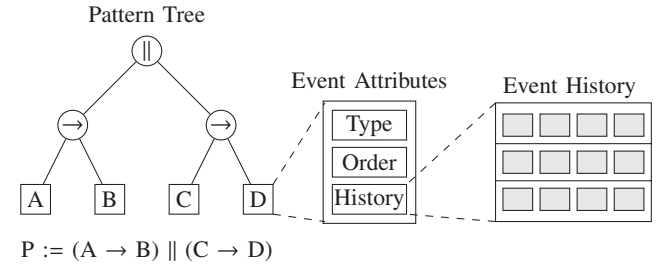 Pattern Tree
||
Event Attributes
Event History
→ →
Type
Order
History
A B C D
P := (A → B) || (C → D)